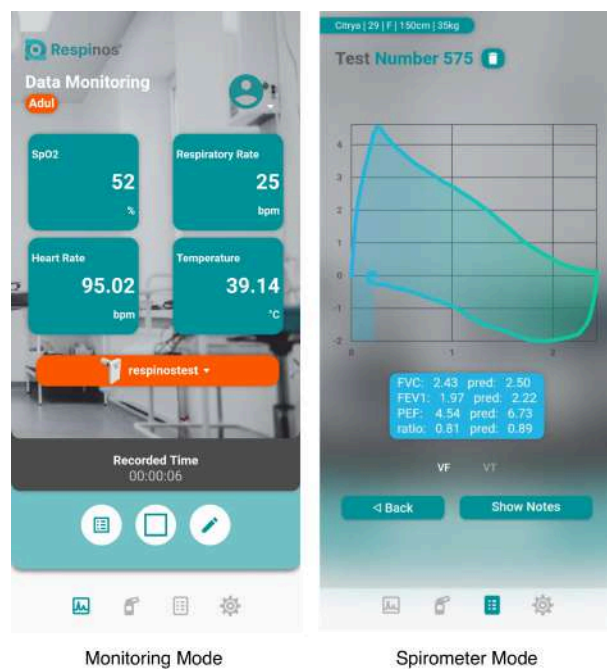 Respinos
Data Monitoring
Adul
SpO2
52
%
Respiratory Rate
25
bpm
Heart Rate
95.02
bpm
Temperature
39.14
°C
respinostest
Recorded Time
00:00:06
Monitoring Mode
Citrya | 29 | F | 150cm | 35kg
Test Number 575
4
3
2
1
0
-1
-2
0
1
2
FVC: 2.43 pred: 2.50
FEV1: 1.97 pred: 2.22
PEF: 4.54 pred: 6.73
ratio: 0.81 pred: 0.89
VF VT
Back
Show Notes
Spirometer Mode